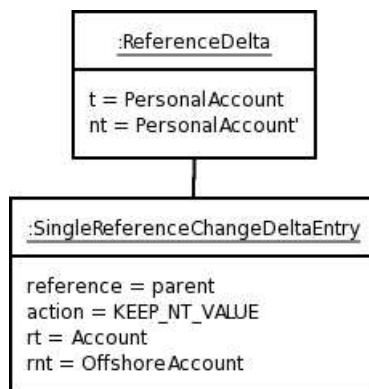 :ReferenceDelta
t = PersonalAccount
nt = PersonalAccount'
:SingleReferenceChangeDeltaEntry
reference = parent
action = KEEP_NT_VALUE
rt = Account
rnt = OffshoreAccount